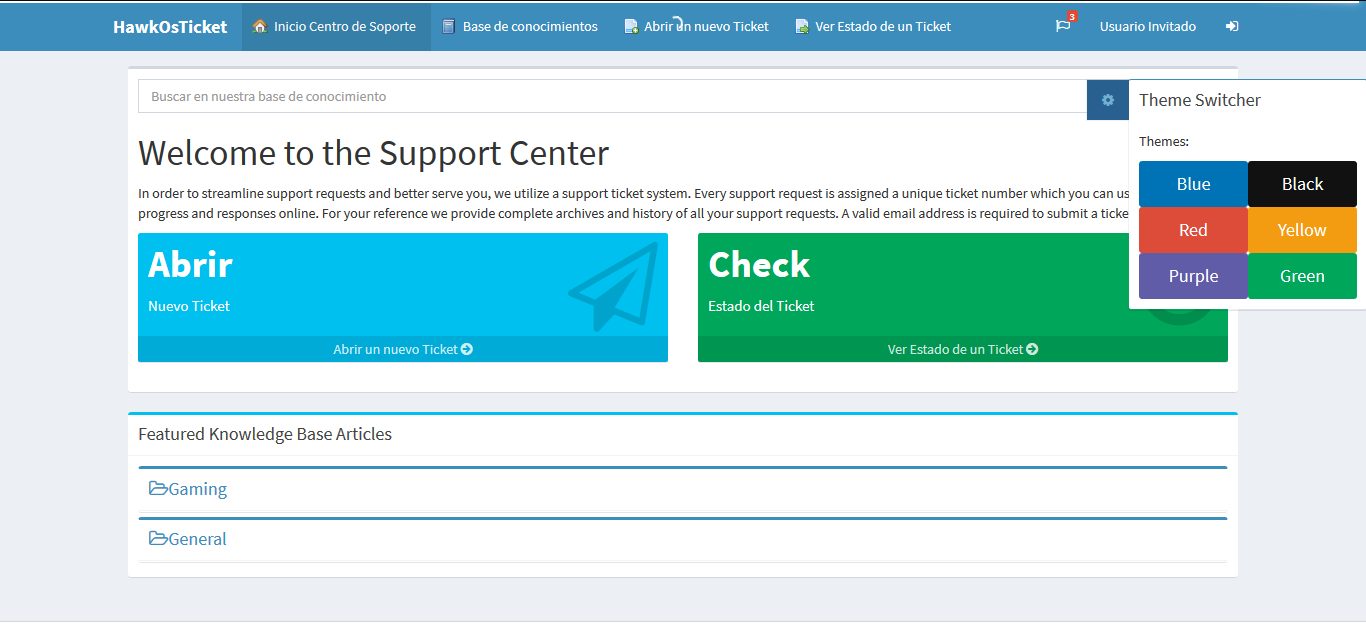 HawkOsTicket Inicio Centro de Soporte Base de conocimientos Abrir un nuevo Ticket Ver Estado de un Ticket 3 Usuario Invitado
Buscar en nuestra base de conocimiento
Theme Switcher
Themes:
Blue Black
Red Yellow
Purple Green
Welcome to the Support Center
In order to streamline support requests and better serve you, we utilize a support ticket system. Every support request is assigned a unique ticket number which you can us
progress and responses online. For your reference we provide complete archives and history of all your support requests. A valid email address is required to submit a ticke
Abrir
Nuevo Ticket
Abrir un nuevo Ticket
Check
Estado del Ticket
Ver Estado de un Ticket
Featured Knowledge Base Articles
Gaming
General